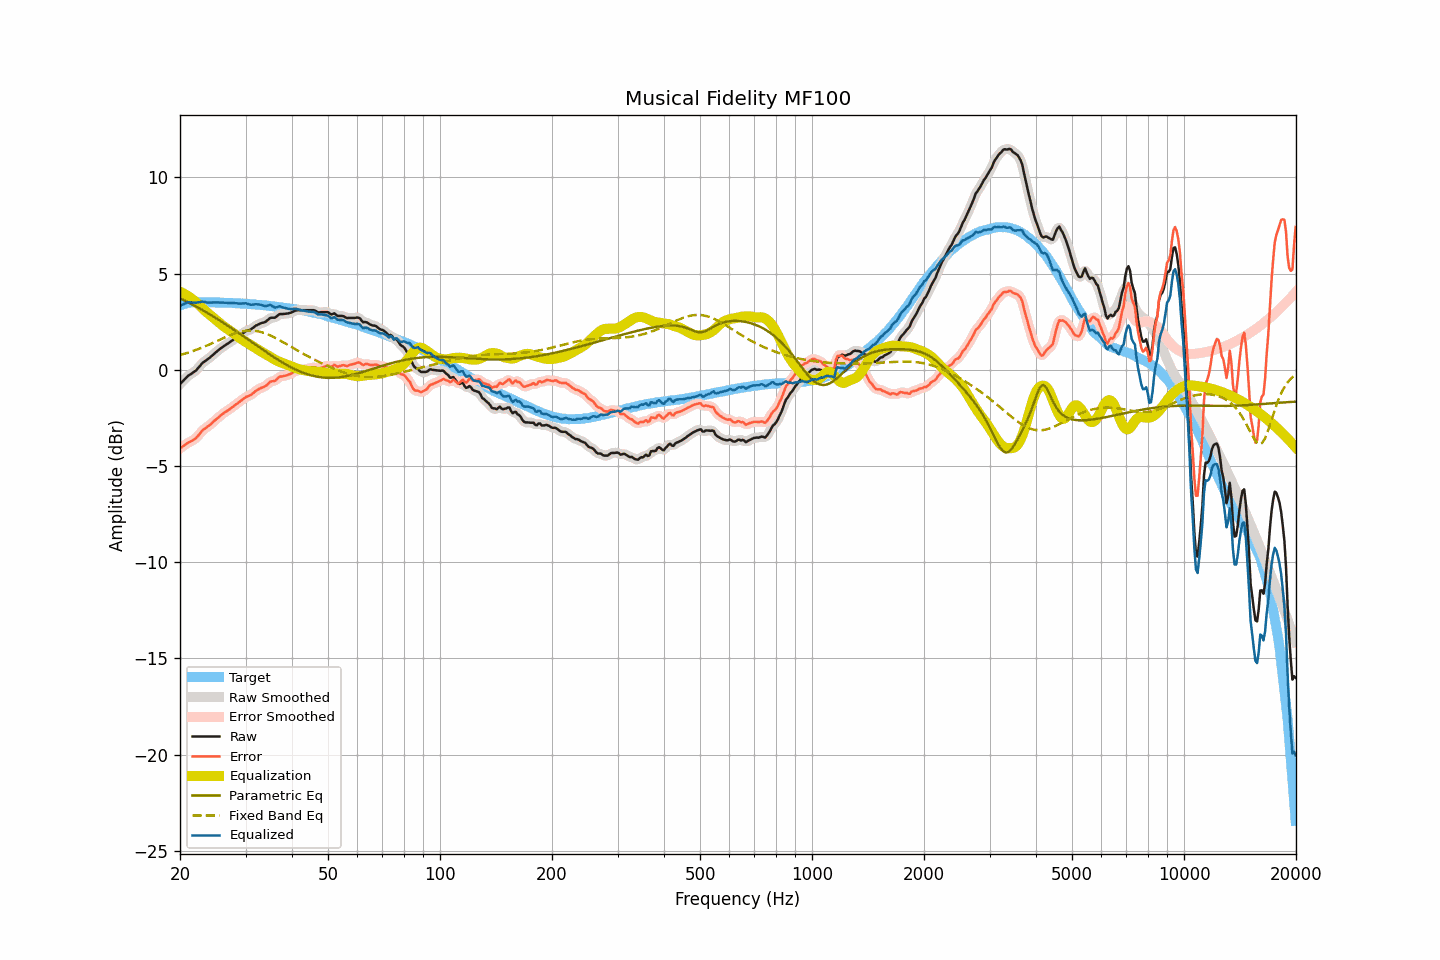 Musical Fidelity MF100
10
5
0
−5
−10
−15
−20
−25
Amplitude (dBr)
Target
Raw Smoothed
Error Smoothed
Raw
Error
Equalization
Parametric Eq
Fixed Band Eq
Equalized
20 50 100 200 500 1000 2000 5000 10000 20000
Frequency (Hz)